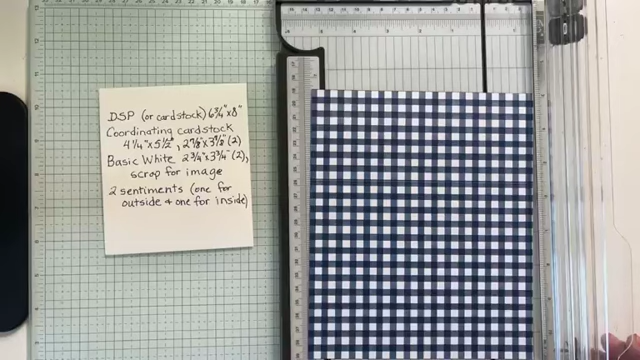 DSP (or cardstock) 6¾"x8"
Coordinating cardstock
4¼"x5½", 2⅞"x3⅞" (2)
Basic White 2¾"x3¾" (2),
scrap for image
2 sentiments (one for
outside + one for inside)